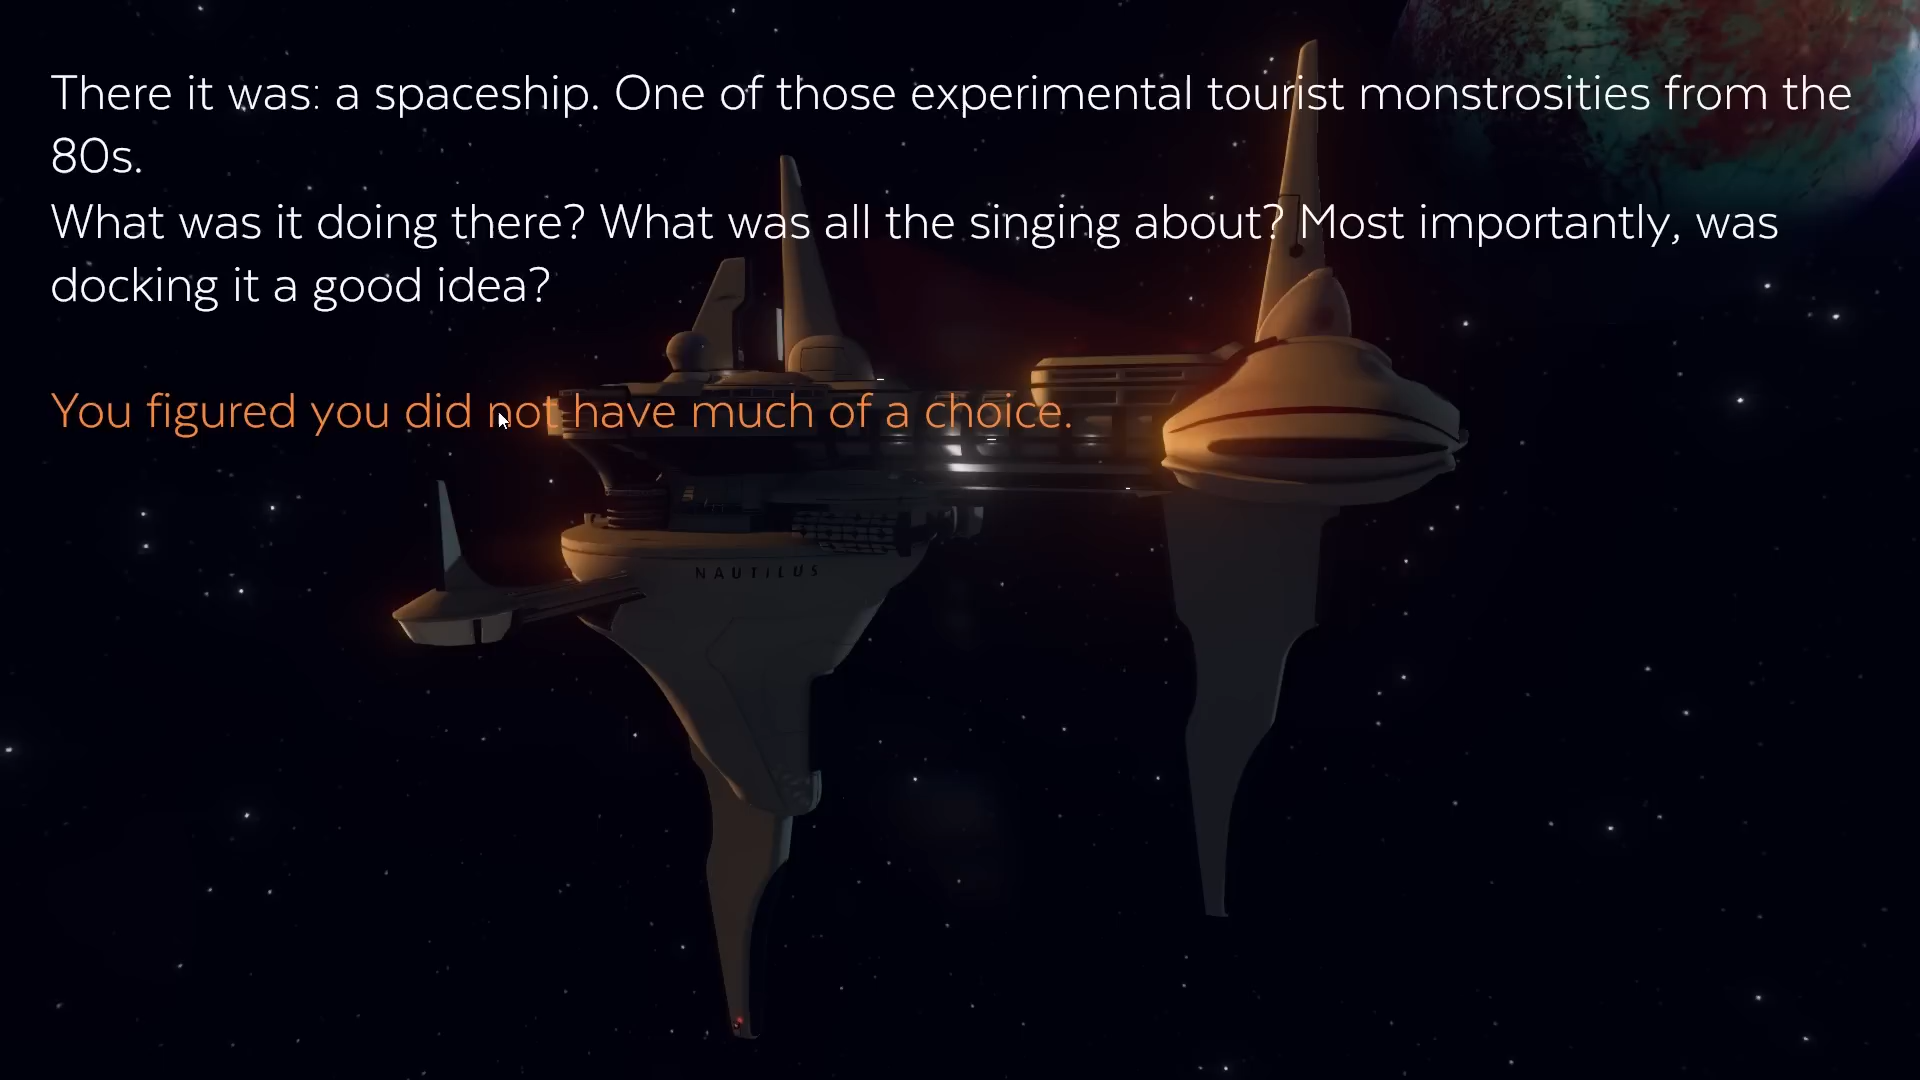 There it was: a spaceship. One of those experimental tourist monstrosities from the
80s.
What was it doing there? What was all the singing about? Most importantly, was
docking it a good idea?
You figured you did not have much of a choice.
NAUTILUS